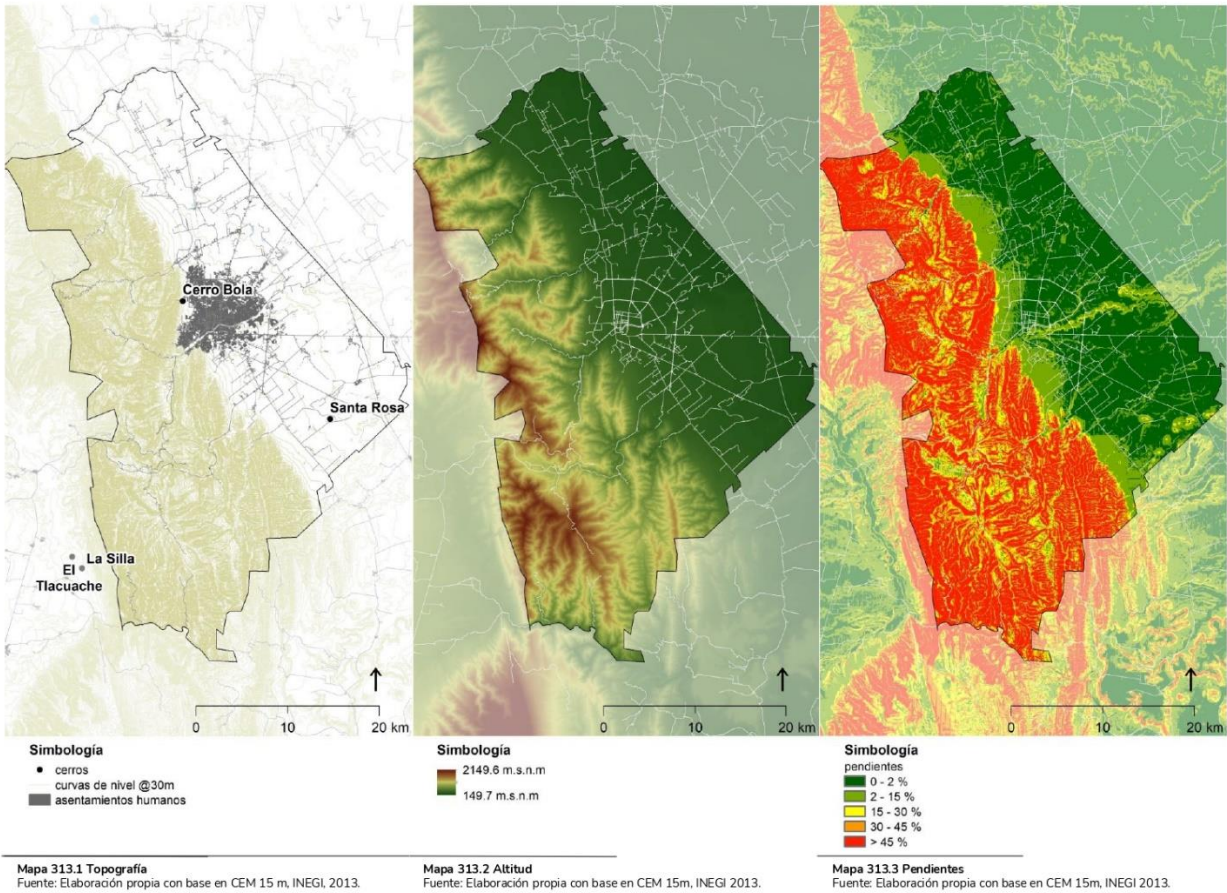 Cerro Bola
Santa Rosa
La Silla
El
Tlacuache
0 10 20 km
Simbología
cerros
curvas de nivel @30m
asentamientos humanos
Mapa 313.1 Topografía
Fuente: Elaboración propia con base en CEM 15 m, INEGI, 2013.
0 10 20 km
Simbología
2149.6 m.s.n.m
149.7 m.s.n.m
Mapa 313.2 Altitud
Fuente: Elaboración propia con base en CEM 15m, INEGI 2013.
0 10 20 km
Simbología
pendientes
0 - 2 %
2 - 15 %
15 - 30 %
30 - 45 %
> 45 %
Mapa 313.3 Pendientes
Fuente: Elaboración propia con base en CEM 15m, INEGI 2013.